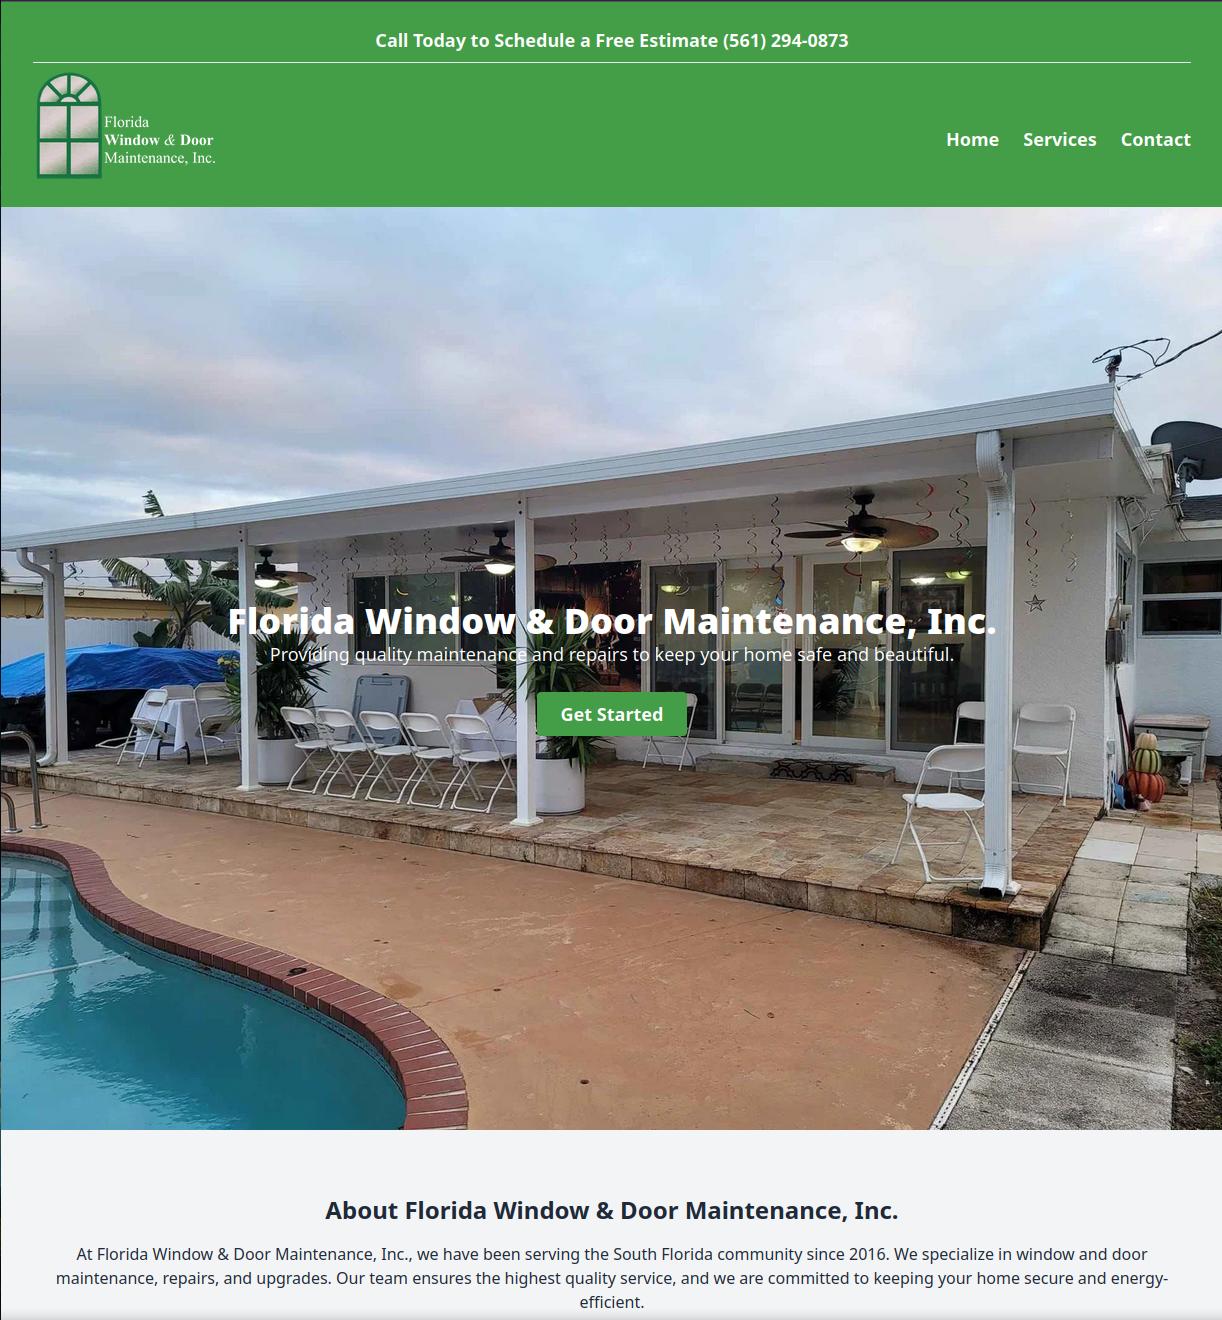 Call Today to Schedule a Free Estimate (561) 294-0873
Florida
Window & Door
Maintenance, Inc.
Home Services Contact
Florida Window & Door Maintenance, Inc.
Providing quality maintenance and repairs to keep your home safe and beautiful.
Get Started
About Florida Window & Door Maintenance, Inc.
At Florida Window & Door Maintenance, Inc., we have been serving the South Florida community since 2016. We specialize in window and door
maintenance, repairs, and upgrades. Our team ensures the highest quality service, and we are committed to keeping your home secure and energy-
efficient.